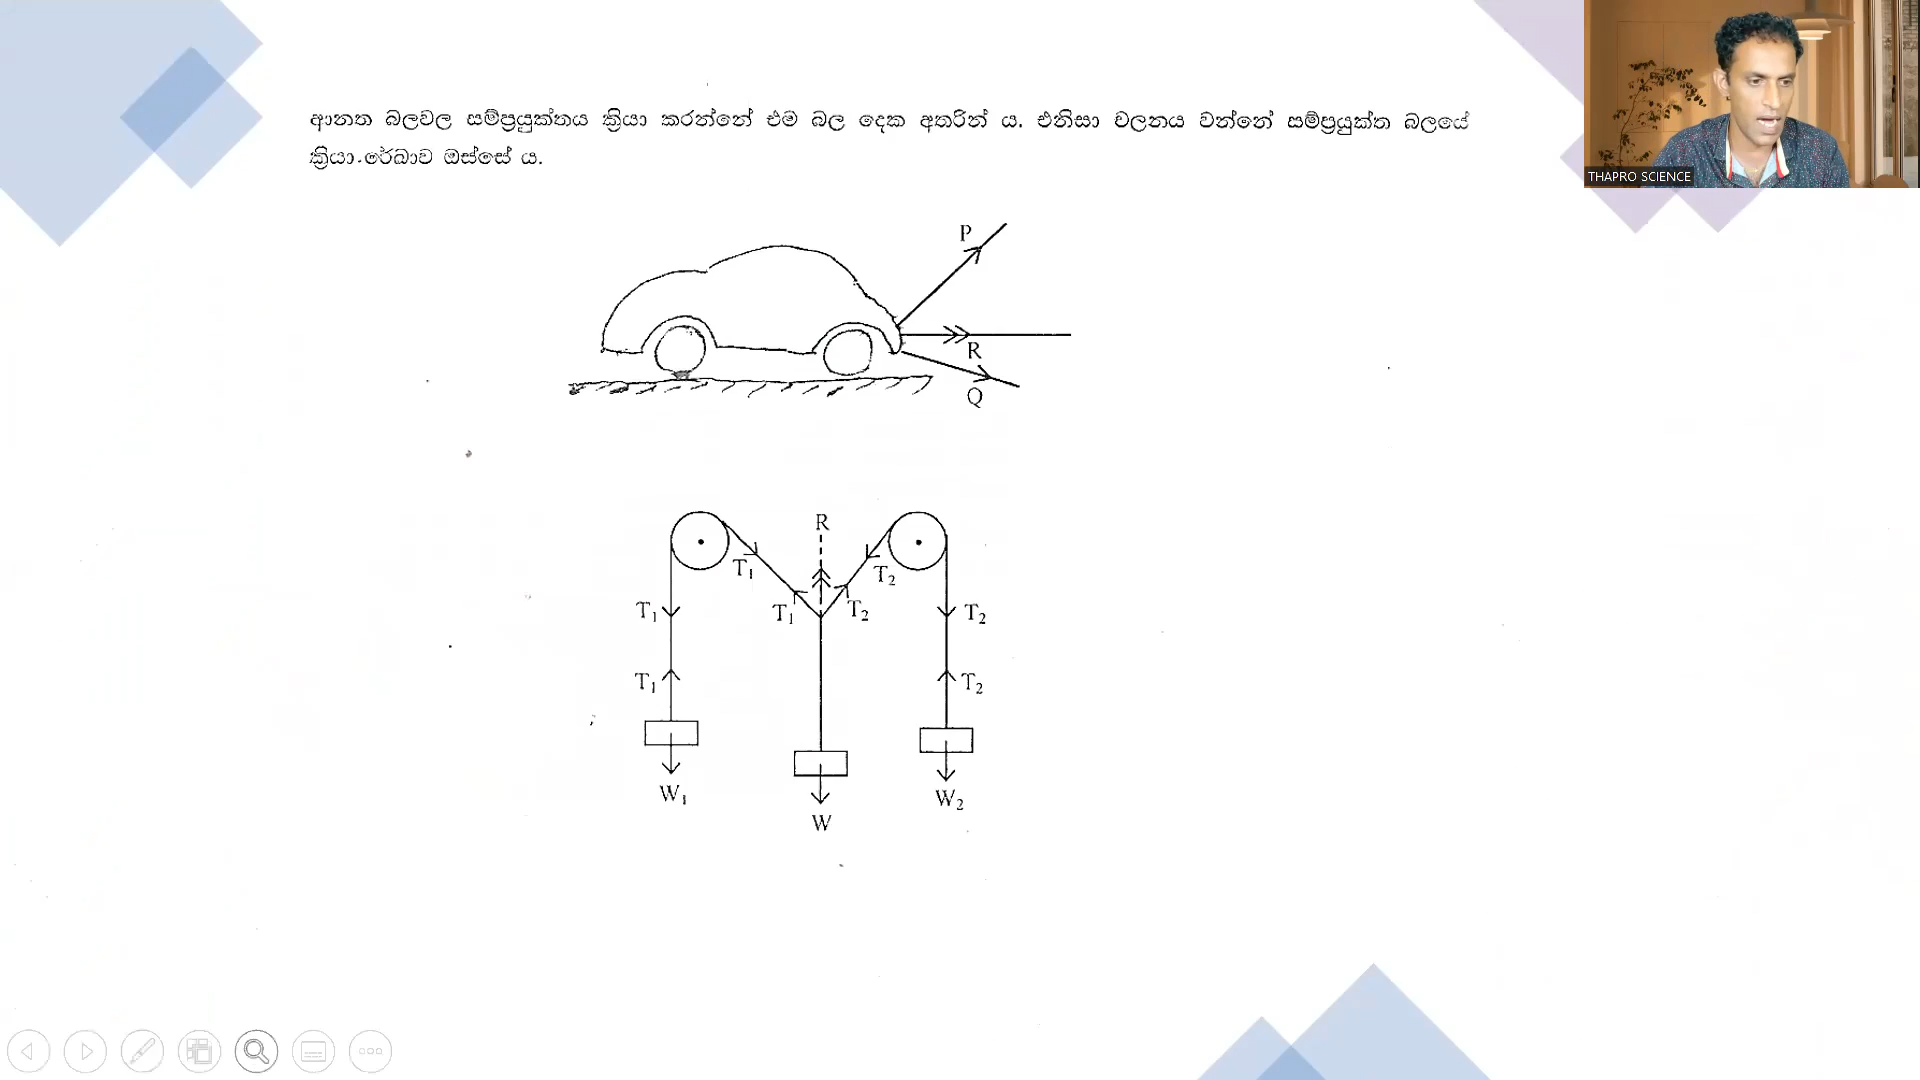 ආනත බලවල සම්ප්‍රයුක්තය ක්‍රියා කරන්නේ එම බල දෙක අතරින් ය. එනිසා චලනය වන්නේ සම්ප්‍රයුක්ත බලයේ
ක්‍රියා රේඛාව ඔස්සේ ය.
THAPRO SCIENCE
P
R
Q
R
T₁
T₂
T₁
T₂
T₁
T₂
T₁
T₂
W₁
W₂
W